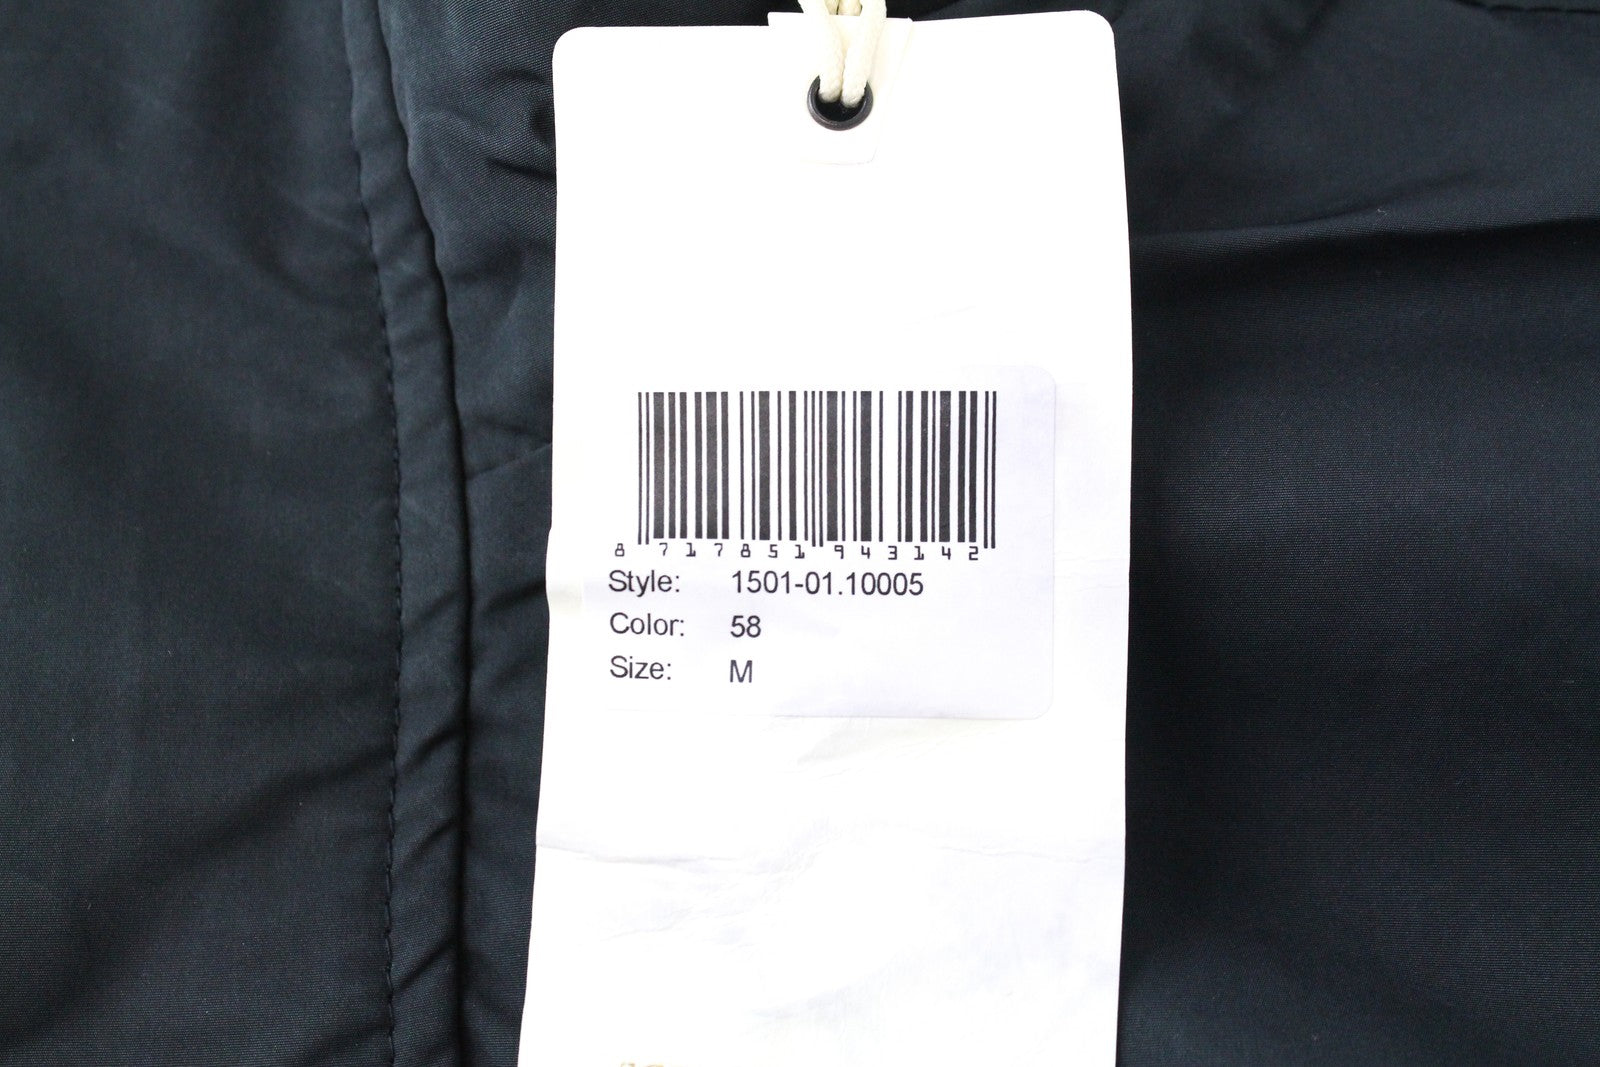 8 717851 943142
Style: 1501-01.10005
Color: 58
Size: M